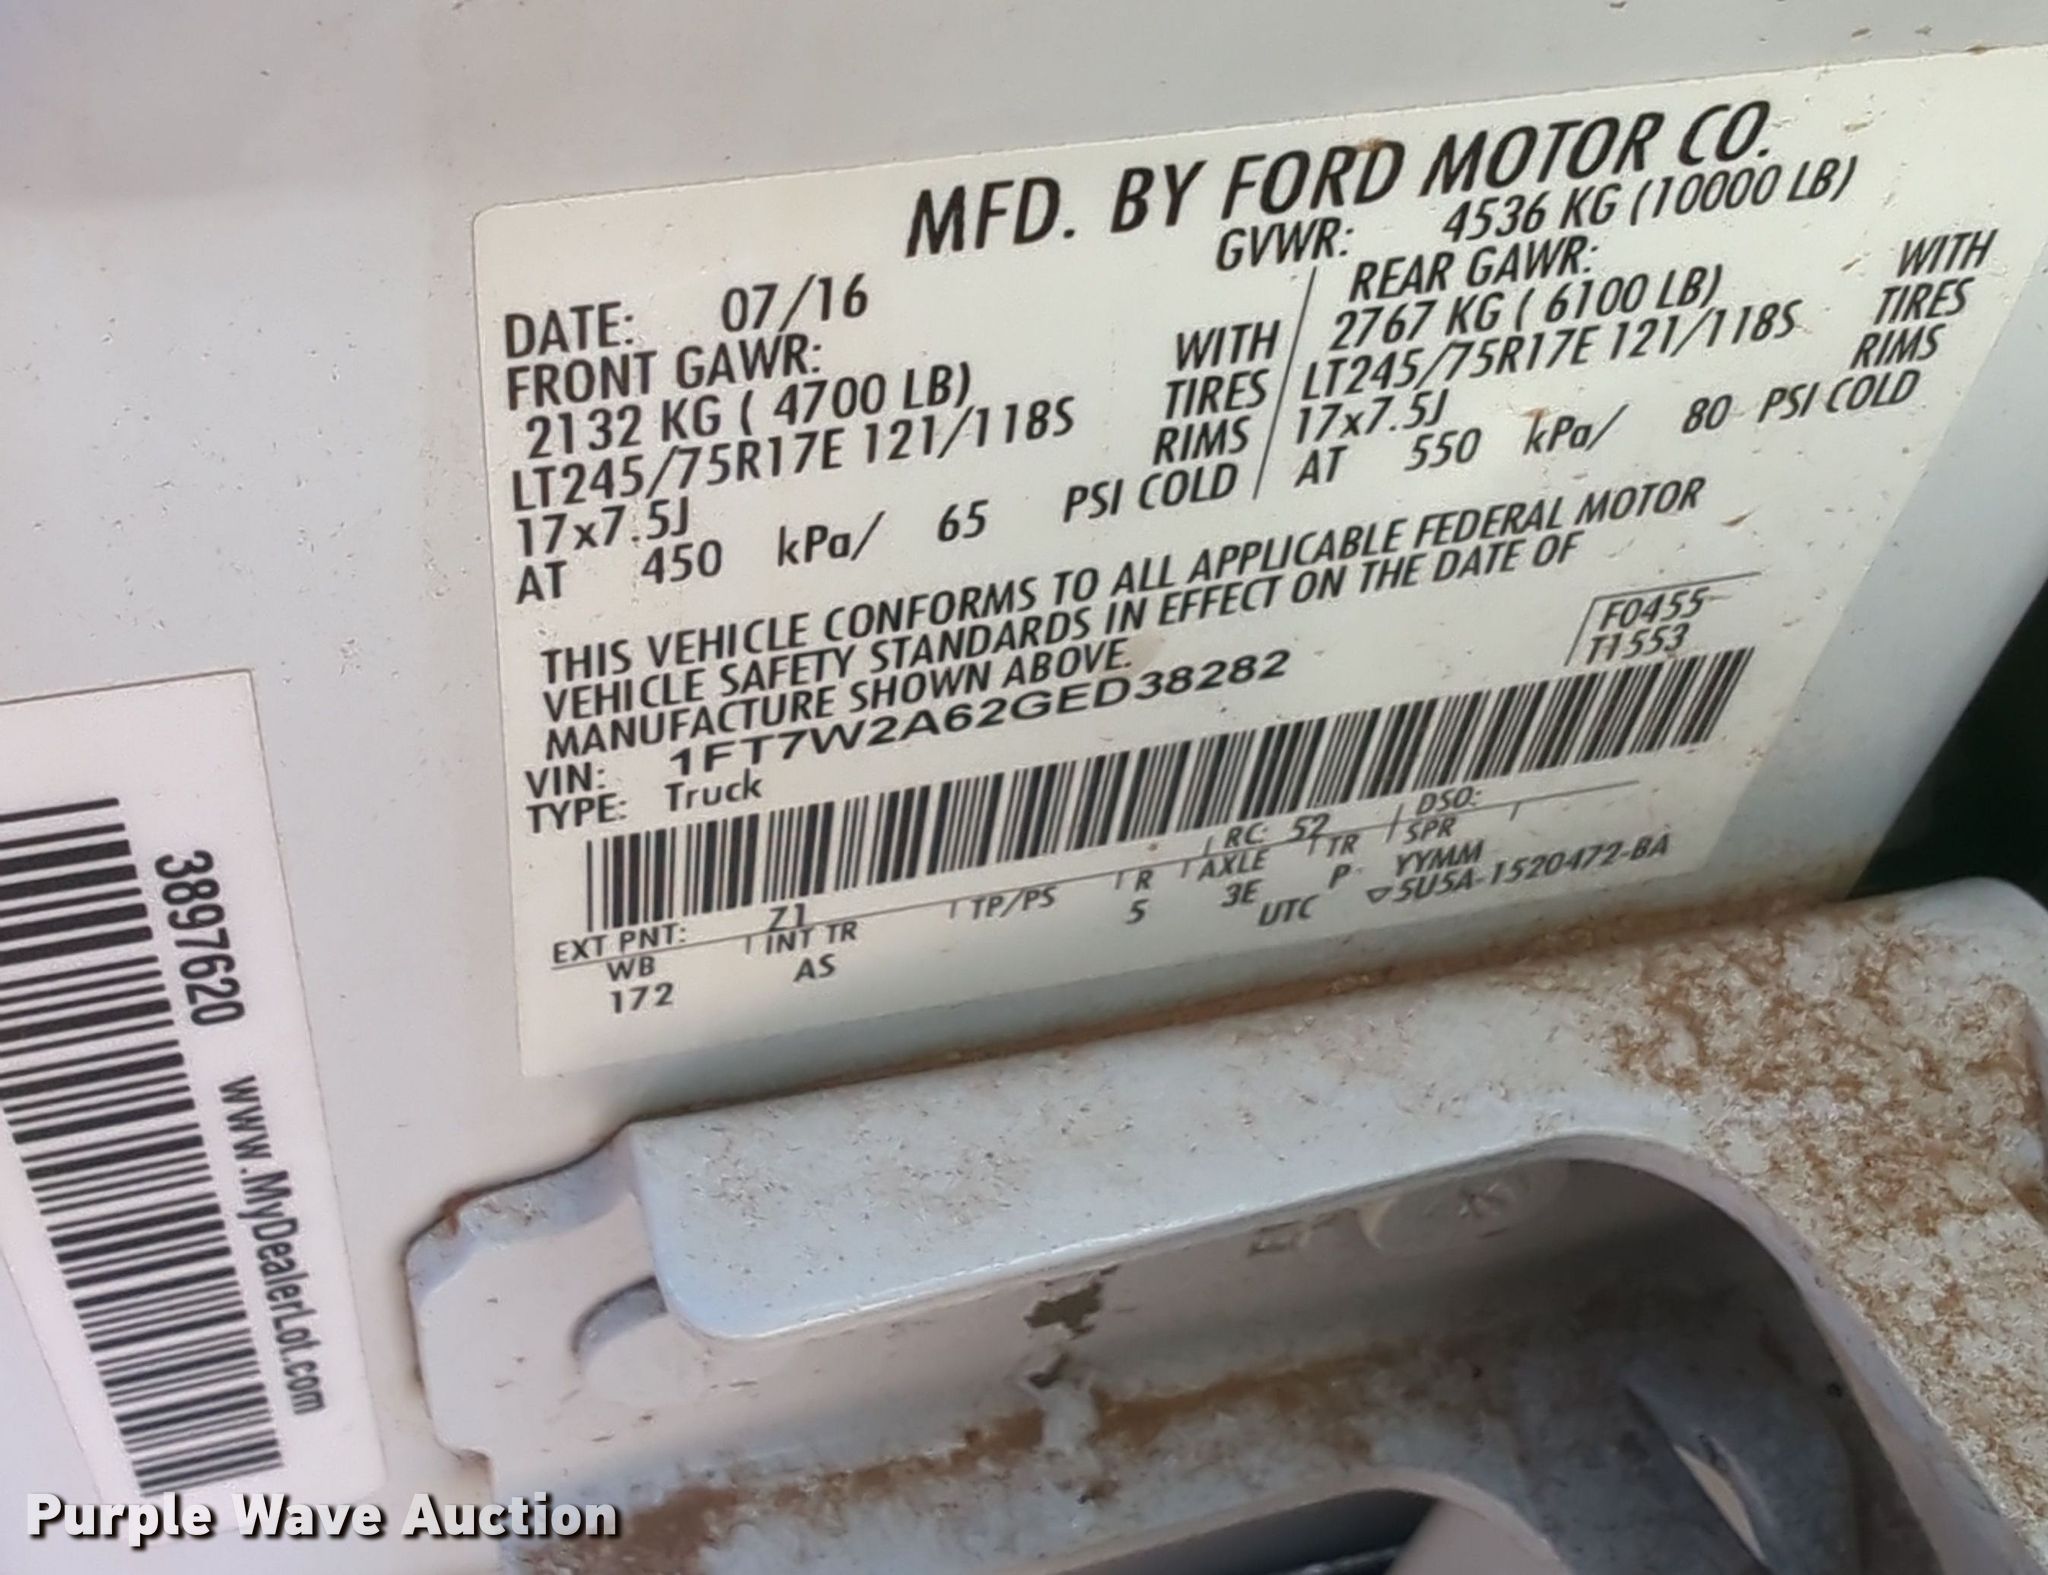 MFD. BY FORD MOTOR CO.
DATE: 07/16 GVWR: 4536 KG (10000 LB)
FRONT GAWR: REAR GAWR:
2132 KG ( 4700 LB) WITH 2767 KG ( 6100 LB) WITH
LT245/75R17E 121/118S TIRES LT245/75R17E 121/118S TIRES
17x7.5J RIMS 17x7.5J RIMS
AT 450 kPa/ 65 PSI COLD AT 550 kPa/ 80 PSI COLD
THIS VEHICLE CONFORMS TO ALL APPLICABLE FEDERAL MOTOR
VEHICLE SAFETY STANDARDS IN EFFECT ON THE DATE OF
MANUFACTURE SHOWN ABOVE.
F0455
T1553
VIN: 1FT7W2A62GED38282
TYPE: Truck
EXT PNT: Z1 RC: 52 DSO:
WB INT TR TP/PS R AXLE TR SPR
172 AS 5 3E P YYMM
UTC ▽5U5A-1520472-BA
3897620 www.MyDealerLot.com
Purple Wave Auction